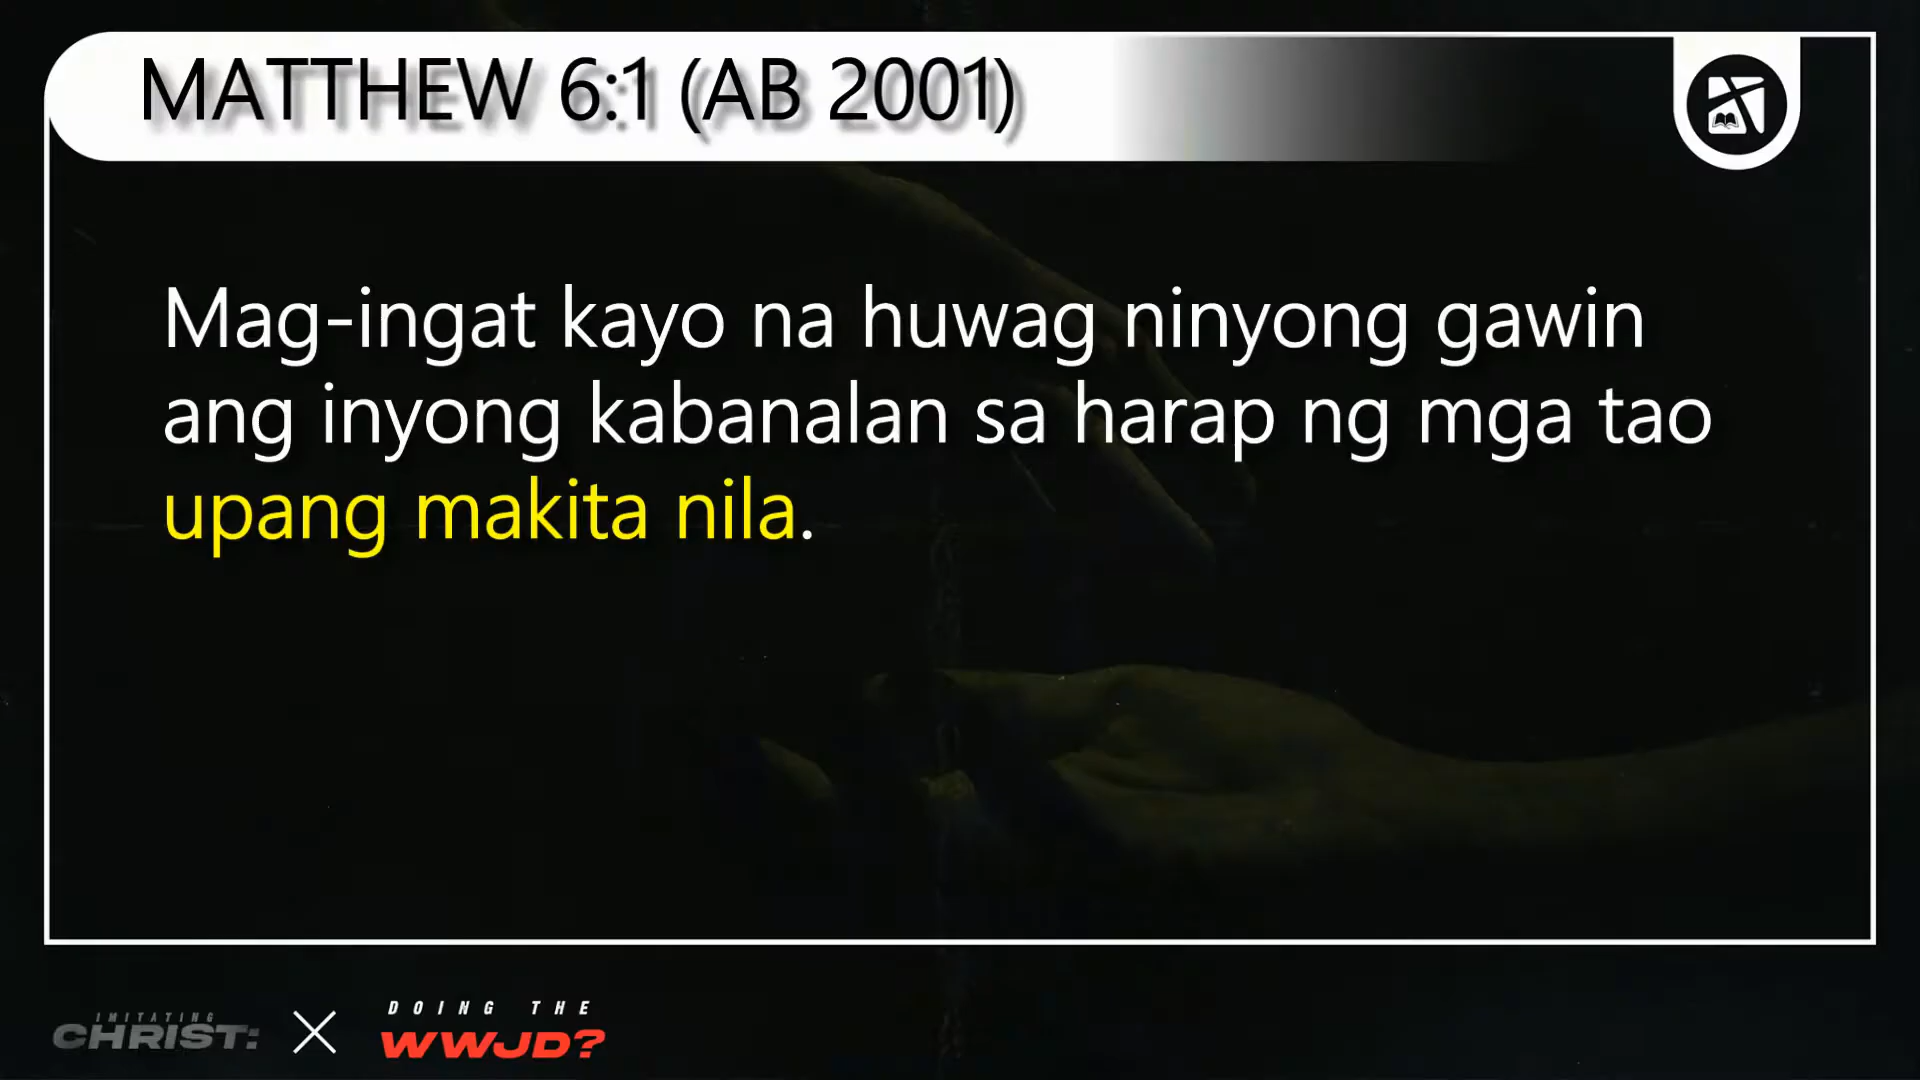 MATTHEW 6:1 (AB 2001)
Mag-ingat kayo na huwag ninyong gawin
ang inyong kabanalan sa harap ng mga tao
upang makita nila.
IMITATING
CHRIST:
DOING THE
WWJD?